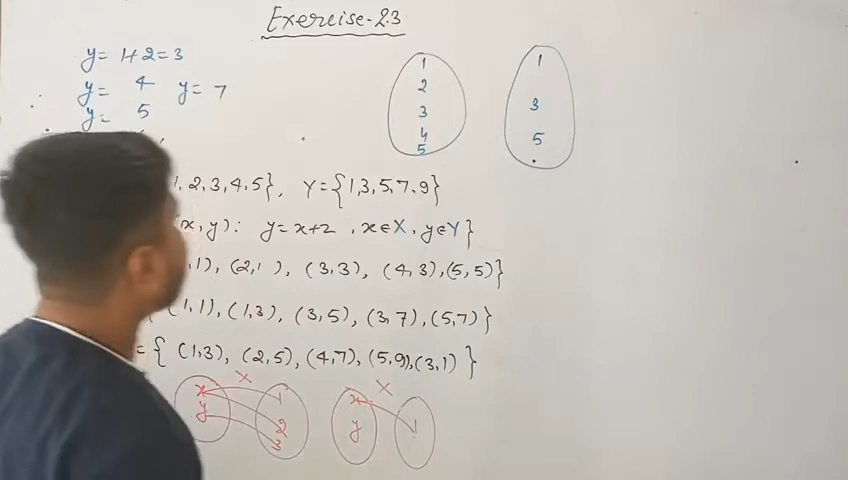 Exercise-2.3
y= 1+2=3
y= 4 y= 7
y= 5
1 2 3 4 5
1 3 5
1, 2, 3, 4, 5}, Y={1,3,5,7,9}
(x, y): y=x+2 , x∈X, y∈Y}
,1), (2,1 ), (3,3), (4,3),(5,5)}
(1,1), (1,3), (3,5), (3,7), (5,7)}
={ (1,3), (2,5), (4,7), (5,9),(3,1) }
x y 1 2 3
x y 1